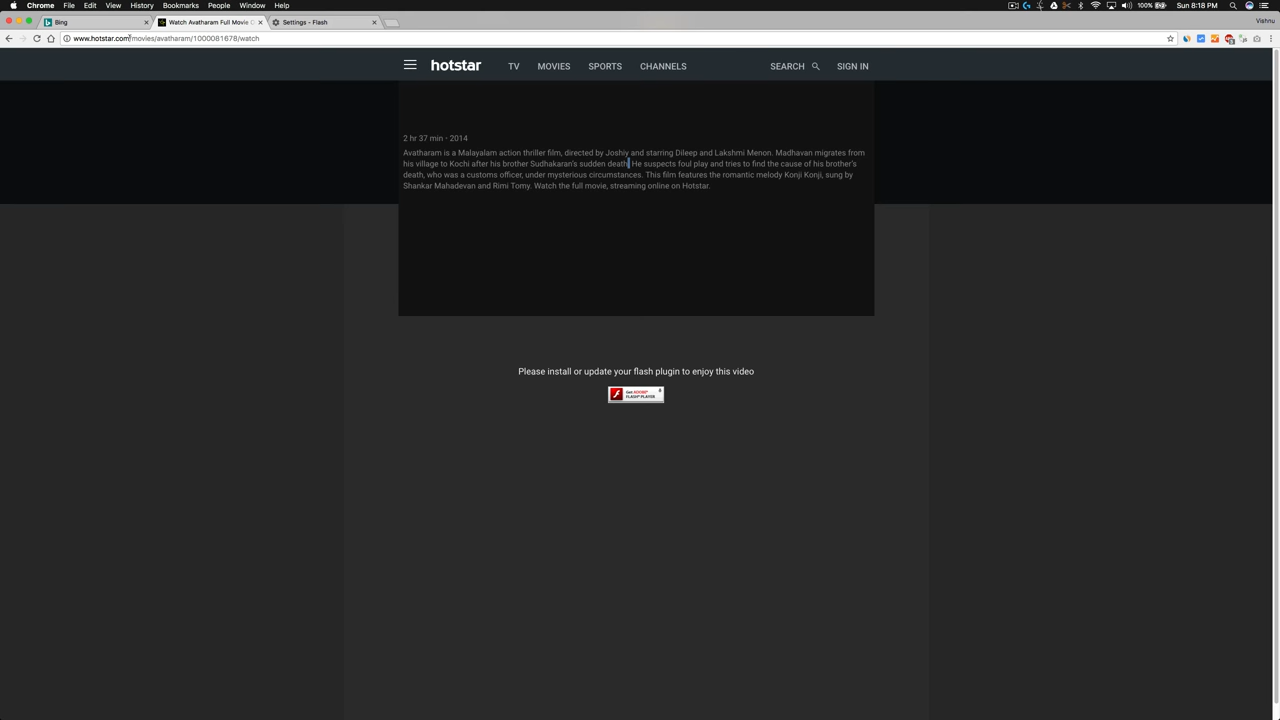 Chrome File Edit View History Bookmarks People Window Help 100% Sun 8:18 PM
Bing Watch Avatharam Full Movie O Settings - Flash Vishnu
www.hotstar.com/movies/avatharam/1000081678/watch
hotstar TV MOVIES SPORTS CHANNELS SEARCH SIGN IN
2 hr 37 min - 2014
Avatharam is a Malayalam action thriller film, directed by Joshiy and starring Dileep and Lakshmi Menon. Madhavan migrates from
his village to Kochi after his brother Sudhakaran's sudden death. He suspects foul play and tries to find the cause of his brother's
death, who was a customs officer, under mysterious circumstances. This film features the romantic melody Konji Konji, sung by
Shankar Mahadevan and Rimi Tomy. Watch the full movie, streaming online on Hotstar.
Please install or update your flash plugin to enjoy this video
Get ADOBE®
FLASH® PLAYER